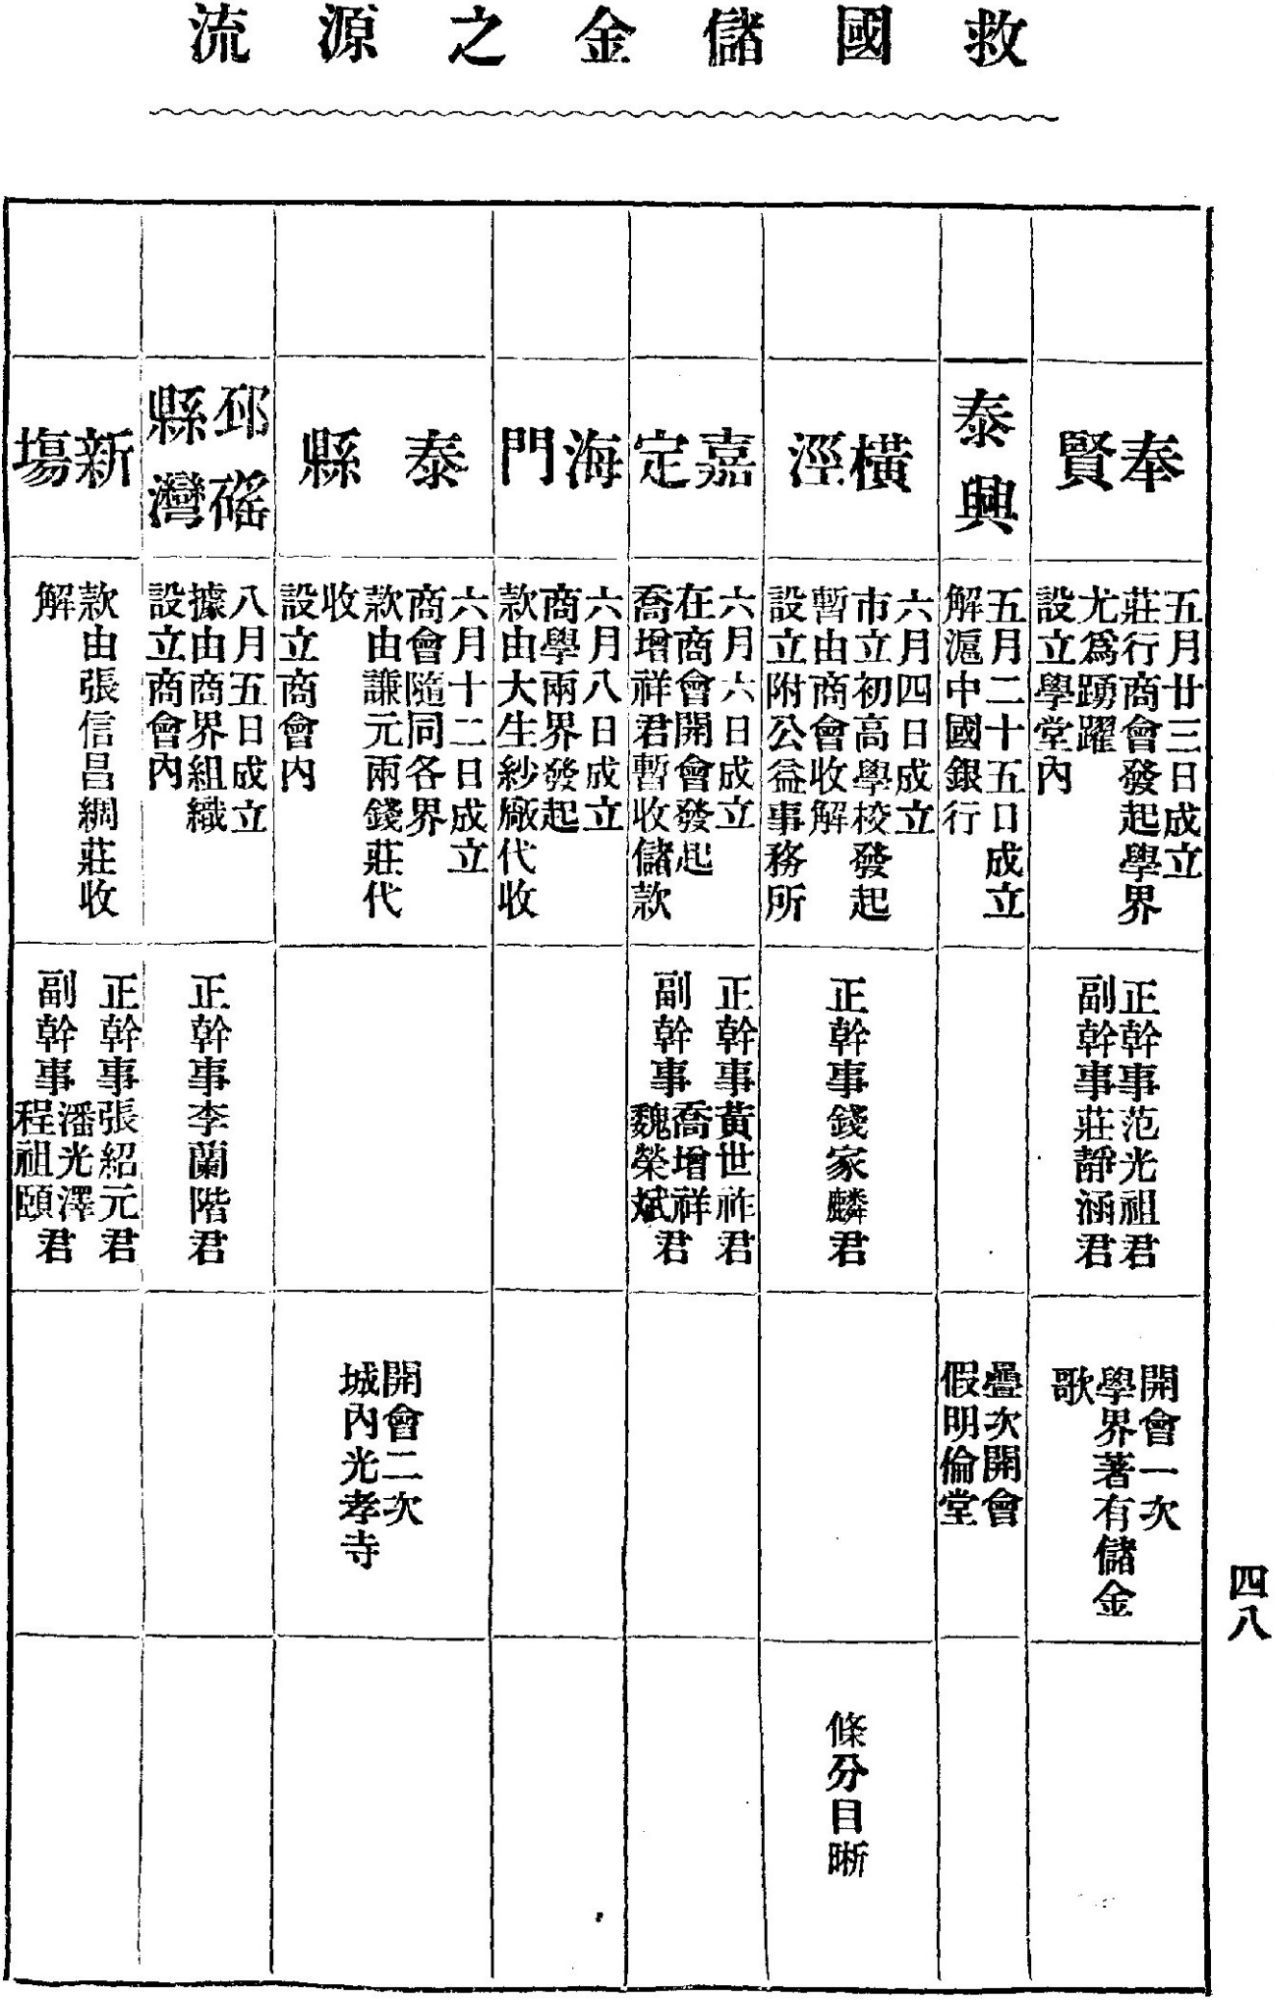 救國儲金之源流
奉賢
五月廿三日成立
莊行商會發起學界
尤爲踴躍
設立學堂內
正幹事范光祖君
副幹事莊靜涵君
開會一次
學界著有儲金
歌
泰興
五月二十五日成立
解滬中國銀行
疊次開會
假明倫堂
橫涇
六月四日成立
市立初高學校發起
暫由商會收解
設立附公益事務所
正幹事錢家麟君
條分目晰
嘉定
六月六日成立
在商會開會發起
喬增祥君暫收儲款
正幹事黃世祚君
副幹事喬增祥
魏榮斌君
海門
六月八日成立
商學兩界發起
款由大生紗廠代收
泰縣
六月十二日成立
商會隨同各界
款由謙元兩錢莊代
收
設立商會內
開會二次
城內光孝寺
邳縣
磘灣
八月五日成立
據由商界組織
設立商會內
正幹事李蘭階君
新塲
款由張信昌綢莊收
解
正幹事張紹元君
副幹事潘光澤
程祖頤君
四八